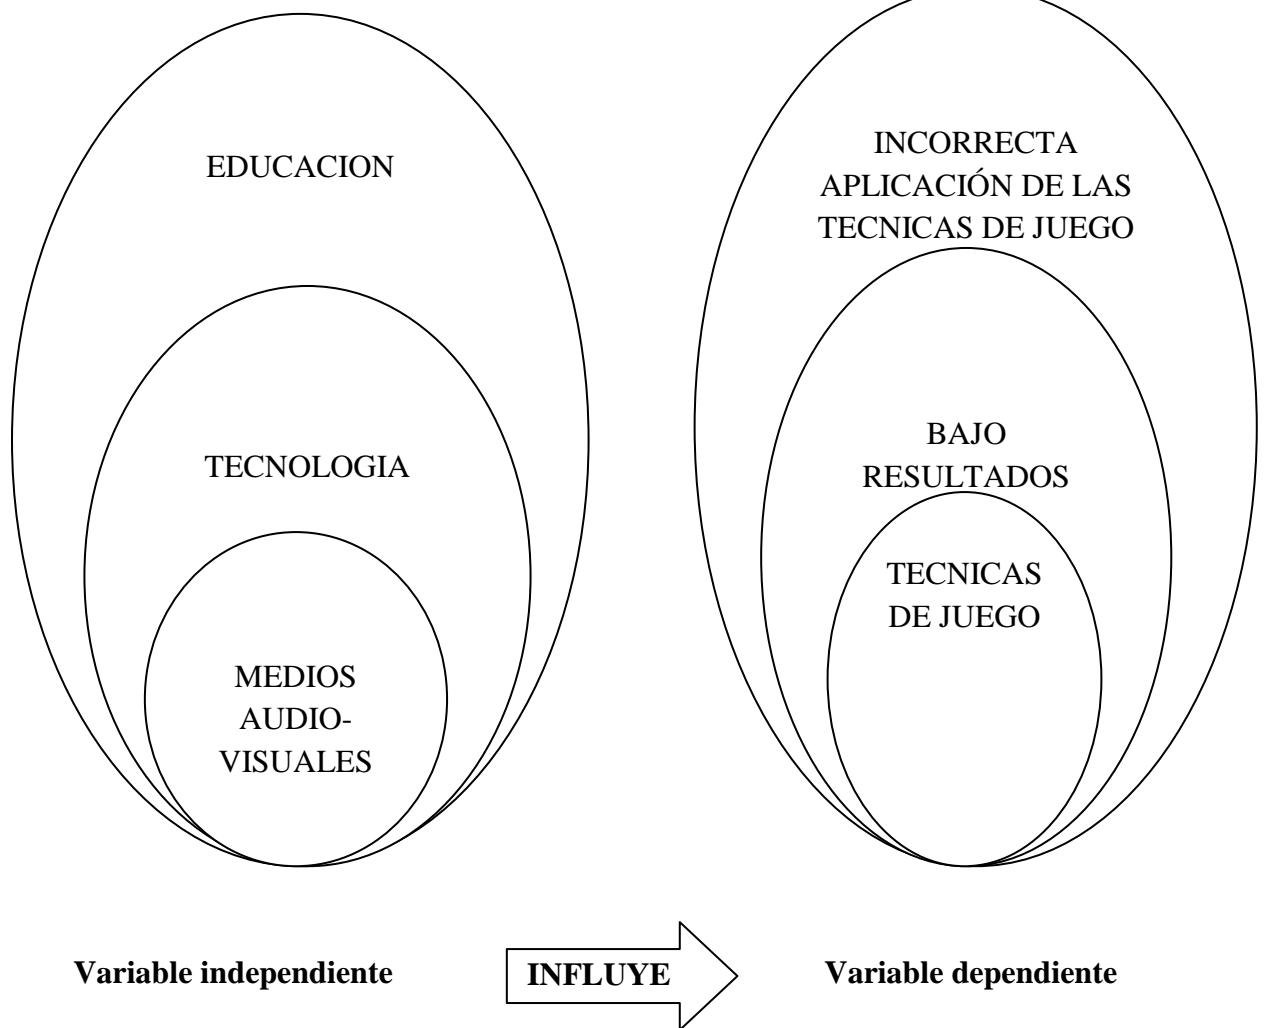 EDUCACION
TECNOLOGIA
MEDIOS
AUDIO-
VISUALES
INCORRECTA
APLICACIÓN DE LAS
TECNICAS DE JUEGO
BAJO
RESULTADOS
TECNICAS
DE JUEGO
Variable independiente
INFLUYE
Variable dependiente